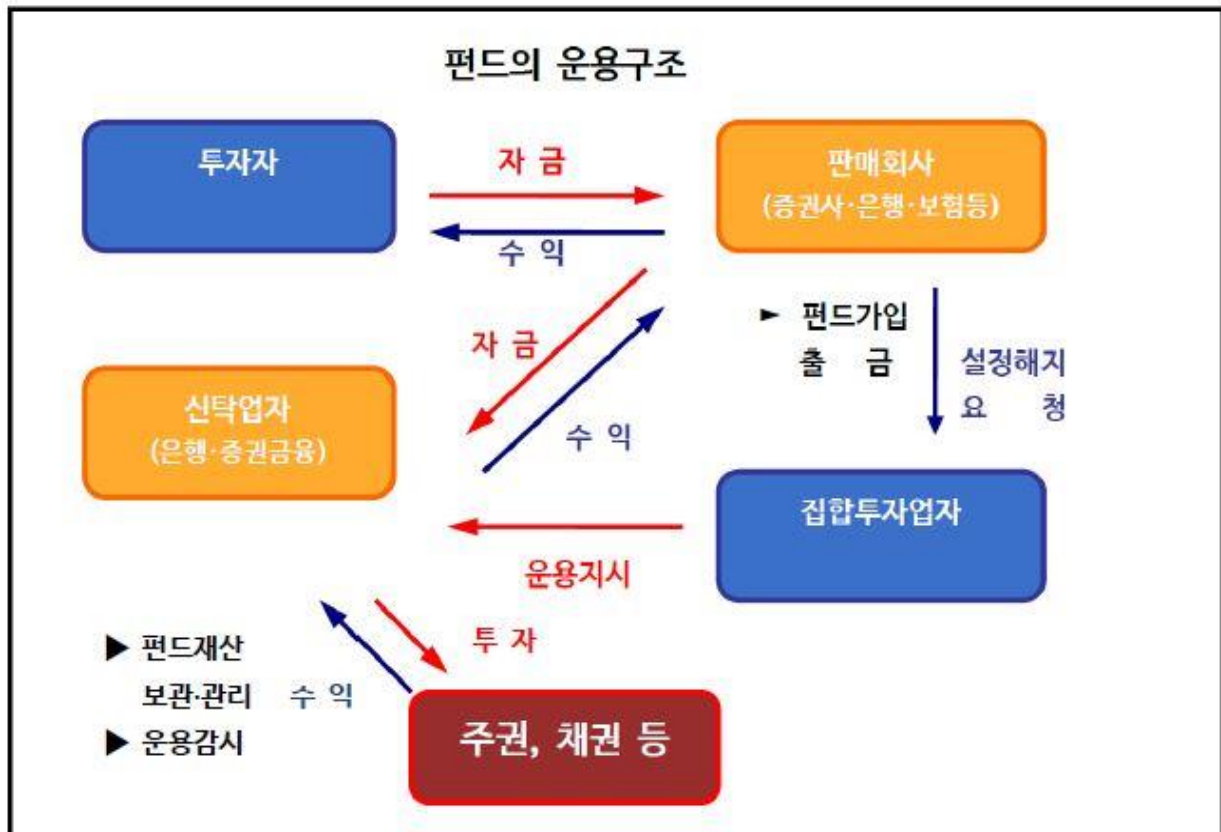 펀드의 운용구조
투자자
자 금
판매회사
(증권사·은행·보험등)
수 익
► 펀드가입
출 금
설정해지
요 청
자 금
수 익
신탁업자
(은행·증권금융)
집합투자업자
운용지시
▶ 펀드재산
보관·관리
▶ 운용감시
수 익
투 자
주권, 채권 등